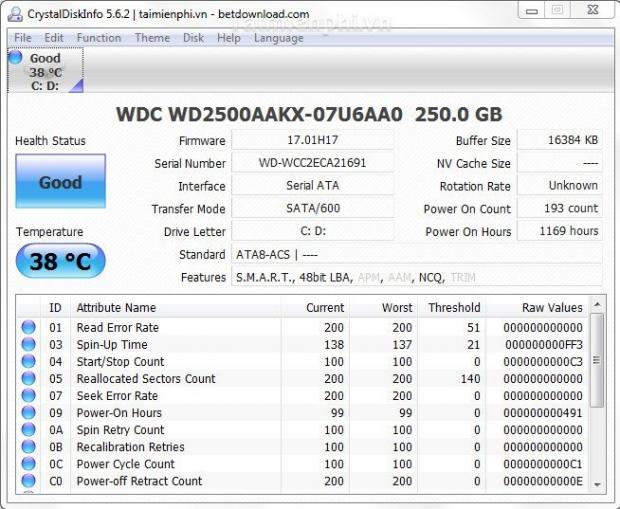 CrystalDiskInfo 5.6.2 | taimienphi.vn - betdownload.com
Taimienphi.vn
File Edit Function Theme Disk Help Language
Good
38 °C
C: D:
WDC WD2500AAKX-07U6AA0 250.0 GB
Health Status
Good
Temperature
38 °C
Firmware 17.01H17 Buffer Size 16384 KB
Serial Number WD-WCC2ECA21691 NV Cache Size ----
Interface Serial ATA Rotation Rate Unknown
Transfer Mode SATA/600 Power On Count 193 count
Drive Letter C: D: Power On Hours 1169 hours
Standard ATA8-ACS | ----
Features S.M.A.R.T., 48bit LBA, APM, AAM, NCQ, TRIM
ID Attribute Name Current Worst Threshold Raw Values
01 Read Error Rate 200 200 51 000000000000
03 Spin-Up Time 138 137 21 000000000FF3
04 Start/Stop Count 100 100 0 0000000000C3
05 Reallocated Sectors Count 200 200 140 000000000000
07 Seek Error Rate 200 200 0 000000000000
09 Power-On Hours 99 99 0 000000000491
0A Spin Retry Count 100 100 0 000000000000
0B Recalibration Retries 100 100 0 000000000000
0C Power Cycle Count 100 100 0 0000000000C1
C0 Power-off Retract Count 200 200 0 00000000000E